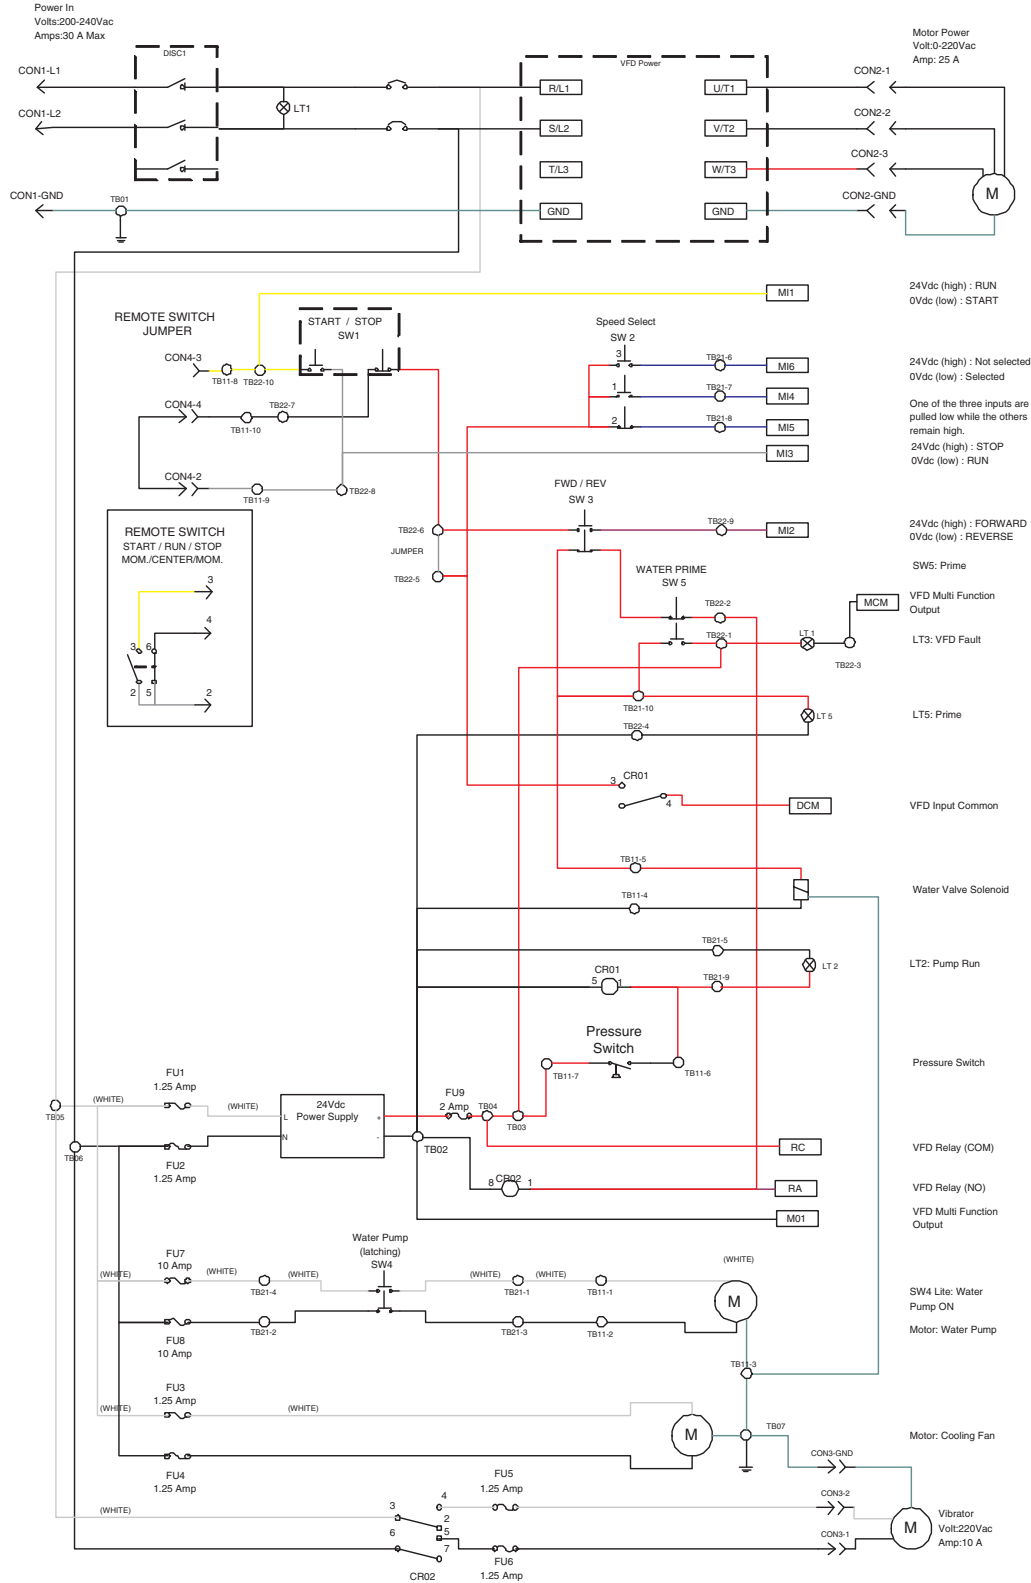 Power In
Volts:200-240Vac
Amps:30 A Max
DISC1
CON1-L1
CON1-L2
LT1
CON1-GND
TB01
VFD Power
R/L1
S/L2
T/L3
GND
U/T1
V/T2
W/T3
GND
Motor Power
Volt:0-220Vac
Amp: 25 A
CON2-1
CON2-2
CON2-3
CON2-GND
M
REMOTE SWITCH
JUMPER
CON4-3
TB11-8
TB22-10
START / STOP
SW1
CON4-4
TB11-10
TB22-7
CON4-2
TB11-9
TB22-8
Speed Select
SW 2
3
1
2
TB21-6
TB21-7
TB21-8
MI1
MI6
MI4
MI5
MI3
24Vdc (high) : RUN
0Vdc (low) : START
24Vdc (high) : Not selected
0Vdc (low) : Selected
One of the three inputs are
pulled low while the others
remain high.
24Vdc (high) : STOP
0Vdc (low) : RUN
FWD / REV
SW 3
TB22-6
JUMPER
TB22-5
TB22-9
MI2
24Vdc (high) : FORWARD
0Vdc (low) : REVERSE
REMOTE SWITCH
START / RUN / STOP
MOM./CENTER/MOM.
3
4
3 6
2 5
2
WATER PRIME
SW 5
TB22-2
TB22-1
LT 1
TB22-3
MCM
SW5: Prime
VFD Multi Function
Output
LT3: VFD Fault
TB21-10
TB22-4
LT 5
LT5: Prime
3
CR01
4
DCM
VFD Input Common
TB11-5
TB11-4
Water Valve Solenoid
TB21-5
CR01
5
1
TB21-9
LT 2
LT2: Pump Run
Pressure
Switch
TB11-7
TB11-6
Pressure Switch
FU1
1.25 Amp
(WHITE)
(WHITE)
TB05
TB06
FU2
1.25 Amp
L
N
24Vdc
Power Supply
+
-
FU9
2 Amp
TB04
TB03
TB02
RC
VFD Relay (COM)
8
CR02
1
RA
VFD Relay (NO)
M01
VFD Multi Function
Output
FU7
10 Amp
(WHITE)
(WHITE)
TB21-4
Water Pump
(latching)
SW4
(WHITE)
TB21-1
(WHITE)
TB11-1
(WHITE)
M
FU8
10 Amp
TB21-2
TB21-3
TB11-2
SW4 Lite: Water
Pump ON
Motor: Water Pump
TB11-3
FU3
1.25 Amp
(WHITE)
(WHITE)
M
TB07
Motor: Cooling Fan
FU4
1.25 Amp
CON3-GND
(WHITE)
3
4
2
6
5
7
CR02
FU5
1.25 Amp
FU6
1.25 Amp
CON3-2
CON3-1
M
Vibrator
Volt:220Vac
Amp:10 A